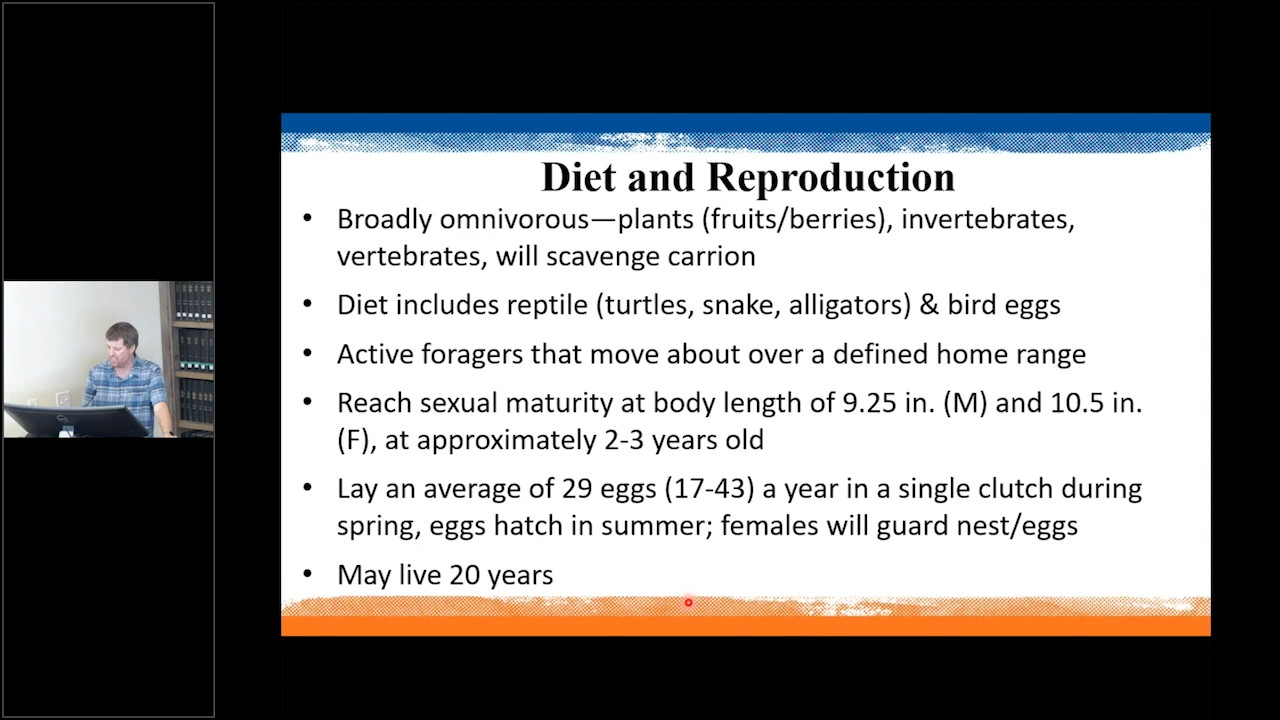 Diet and Reproduction
• Broadly omnivorous—plants (fruits/berries), invertebrates,
vertebrates, will scavenge carrion
• Diet includes reptile (turtles, snake, alligators) & bird eggs
• Active foragers that move about over a defined home range
• Reach sexual maturity at body length of 9.25 in. (M) and 10.5 in.
(F), at approximately 2-3 years old
• Lay an average of 29 eggs (17-43) a year in a single clutch during
spring, eggs hatch in summer; females will guard nest/eggs
• May live 20 years